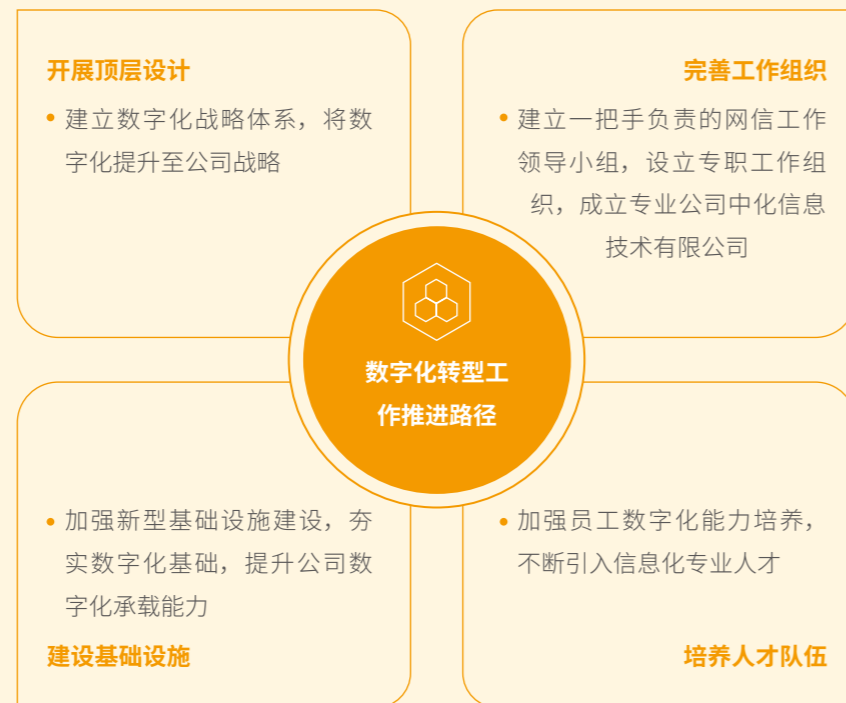 开展顶层设计
建立数字化战略体系，将数
字化提升至公司战略
完善工作组织
建立一把手负责的网信工作
领导小组，设立专职工作组
织，成立专业公司中化信息
技术有限公司
数字化转型工
作推进路径
加强新型基础设施建设，夯
实数字化基础，提升公司数
字化承载能力
建设基础设施
加强员工数字化能力培养，
不断引入信息化专业人才
培养人才队伍